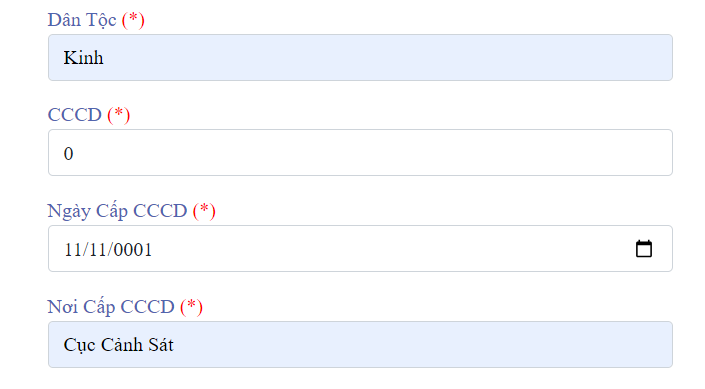 Dân Tộc (*)
Kinh
CCCD (*)
0
Ngày Cấp CCCD (*)
11/11/0001
Nơi Cấp CCCD (*)
Cục Cảnh Sát